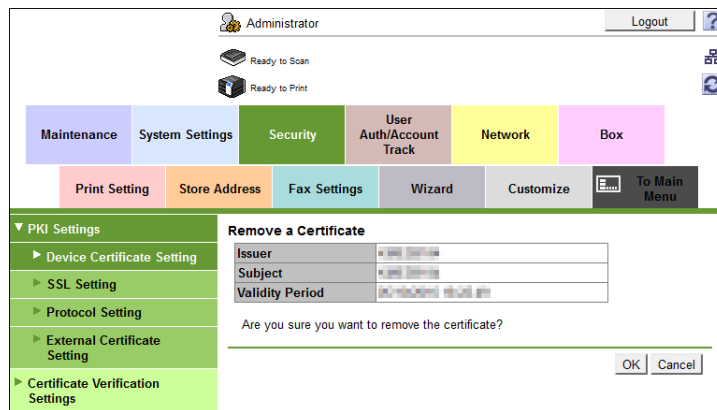 Administrator
Logout
?
Ready to Scan
Ready to Print
Maintenance
System Settings
Security
User
Auth/Account
Track
Network
Box
Print Setting
Store Address
Fax Settings
Wizard
Customize
To Main
Menu
PKI Settings
Device Certificate Setting
SSL Setting
Protocol Setting
External Certificate
Setting
Certificate Verification
Settings
Remove a Certificate
Issuer
Subject
Validity Period
Are you sure you want to remove the certificate?
OK
Cancel